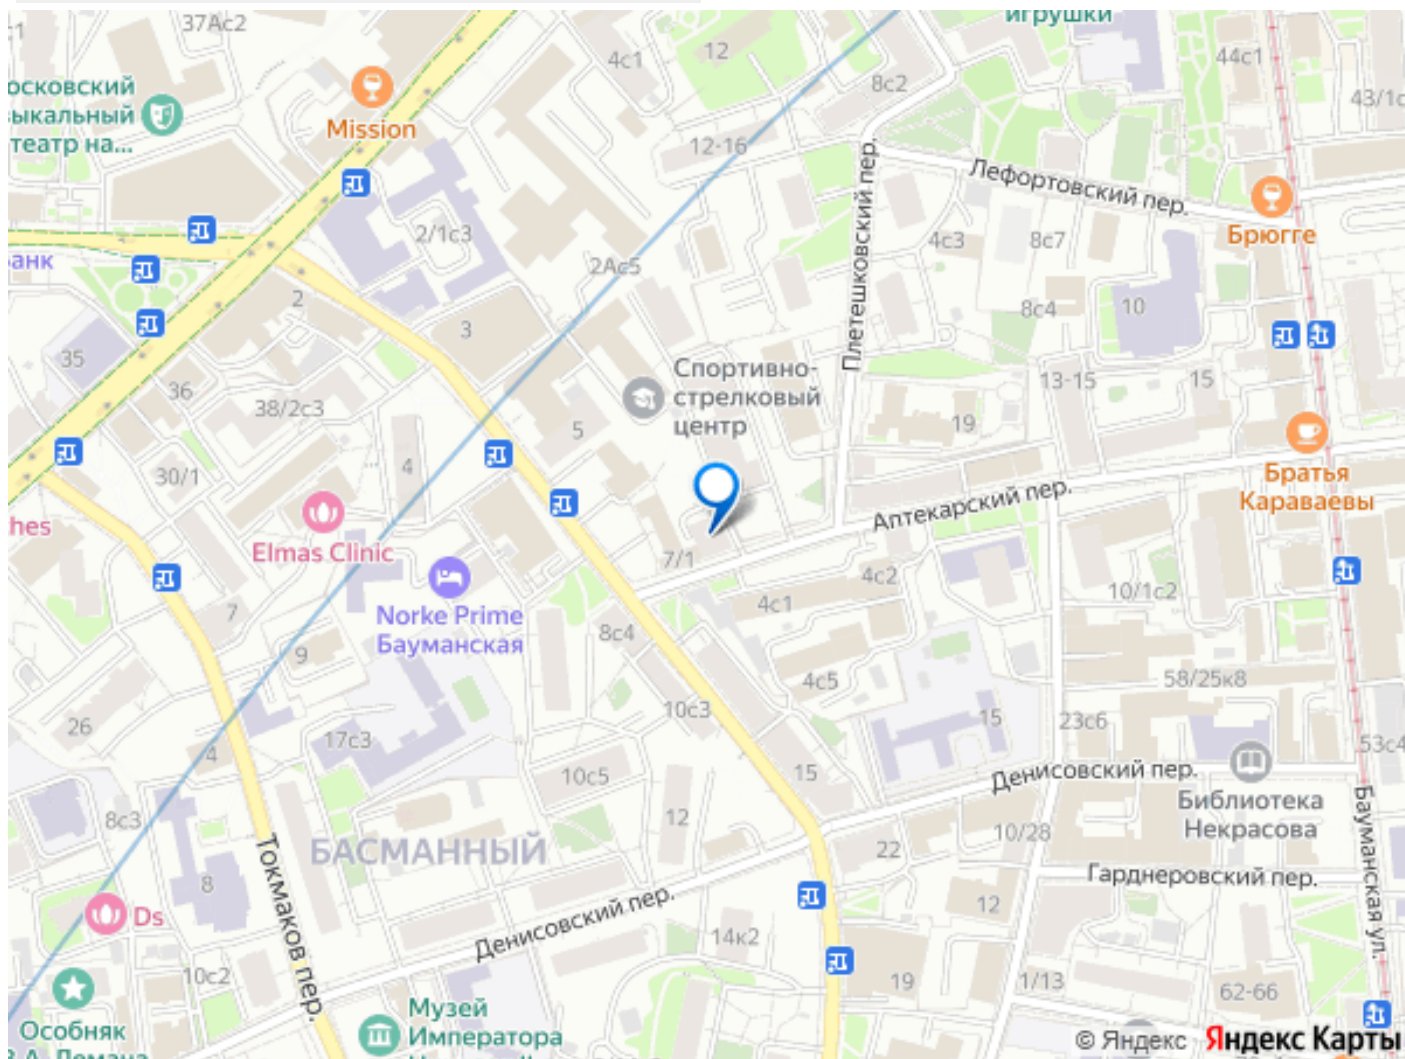 37Ас2
осковский
зыкальный
театр на...
Mission
4с1
12
8с2
игрушки
44с1
43/1с
12-16
Лефортовский пер.
Брюгге
2/1с3
4с3
8с7
анк
2Ас5
Плетешковский пер.
8с4
10
2
3
35
36
38/2с3
Спортивно-
стрелковый
центр
13-15
15
19
5
4
30/1
Братья
Караваевы
Аптекарский пер.
hes
Elmas Clinic
7/1
4с2
Norke Prime
Бауманская
4с1
10/1с2
7
8с4
9
4с5
58/25к8
26
10с3
15
23с6
17с3
4
53с4
10с5
15
Денисовский пер.
Библиотека
Некрасова
8с3
12
10/28
БАСМАННЫЙ
22
Гарднеровский пер.
Бауманская ул.
Токмаков пер.
8
Ds
12
Денисовский пер.
14к2
10с2
19
1/13
62-66
Особняк
Музей
Императора
© Яндекс Яндекс Карты